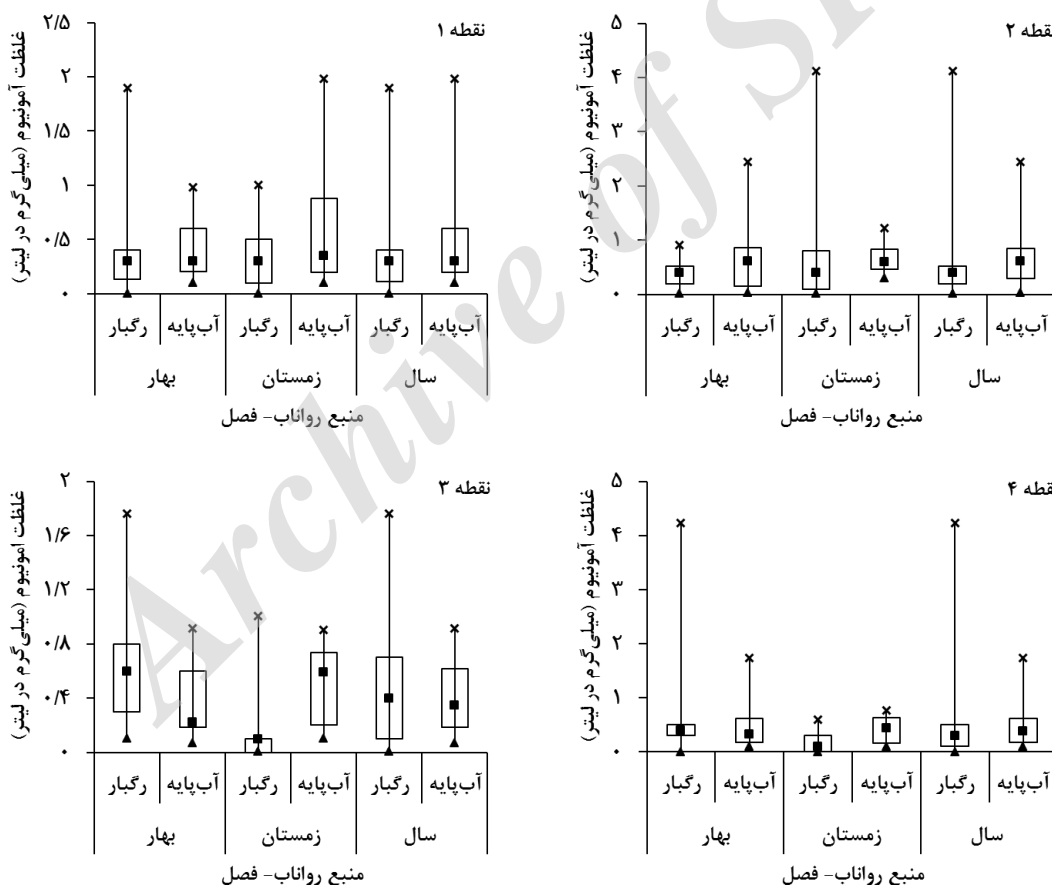 نقطه ۱
غلظت آمونیوم (میلی‌گرم در لیتر)
۲/۵
۲
۱/۵
۱
۰/۵
۰
رگبار آب‌پایه رگبار آب‌پایه رگبار آب‌پایه
بهار زمستان سال
منبع رواناب- فصل
نقطه ۲
غلظت آمونیوم (میلی‌گرم در لیتر)
۵
۴
۳
۲
۱
۰
رگبار آب‌پایه رگبار آب‌پایه رگبار آب‌پایه
بهار زمستان سال
منبع رواناب- فصل
نقطه ۳
غلظت آمونیوم (میلی‌گرم در لیتر)
۲
۱/۶
۱/۲
۰/۸
۰/۴
۰
رگبار آب‌پایه رگبار آب‌پایه رگبار آب‌پایه
بهار زمستان سال
منبع رواناب- فصل
نقطه ۴
غلظت آمونیوم (میلی‌گرم در لیتر)
۵
۴
۳
۲
۱
۰
رگبار آب‌پایه رگبار آب‌پایه رگبار آب‌پایه
بهار زمستان سال
منبع رواناب- فصل
Archive of